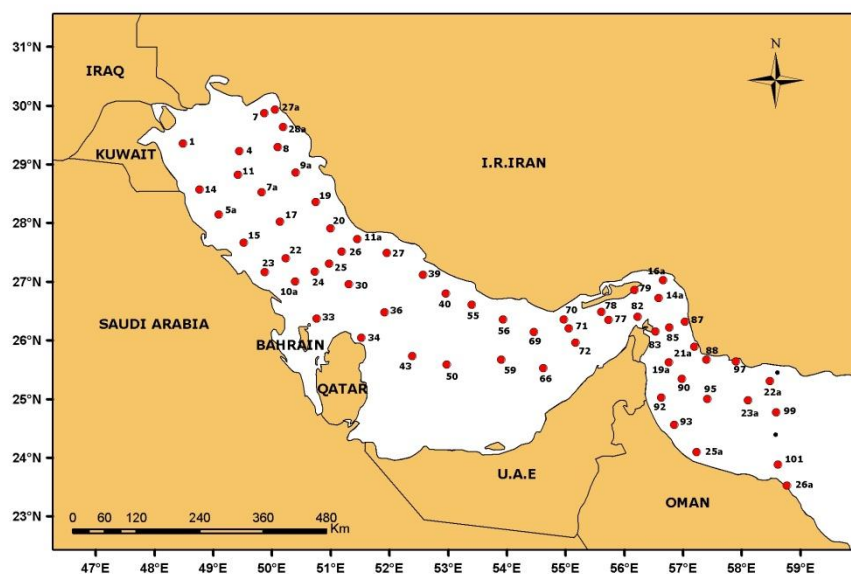 N
31°N
IRAQ
30°N
7
27a
28a
1
4
8
29°N
KUWAIT
I.R.IRAN
11
9a
14
7a
19
28°N
5a
17
20
15
11a
22
26
27
23
25
27°N
10a
24
30
39
16a
40
79
14a
78
82
33
36
55
70
87
26°N
SAUDI ARABIA
56
71
77
BAHRAIN
34
69
83
85
72
21a
88
43
50
59
66
19a
97
QATAR
90
22a
25°N
92
95
23a
99
93
24°N
25a
U.A.E
101
OMAN
26a
23°N
0 60 120 240 360 480
Km
47°E 48°E 49°E 50°E 51°E 52°E 53°E 54°E 55°E 56°E 57°E 58°E 59°E